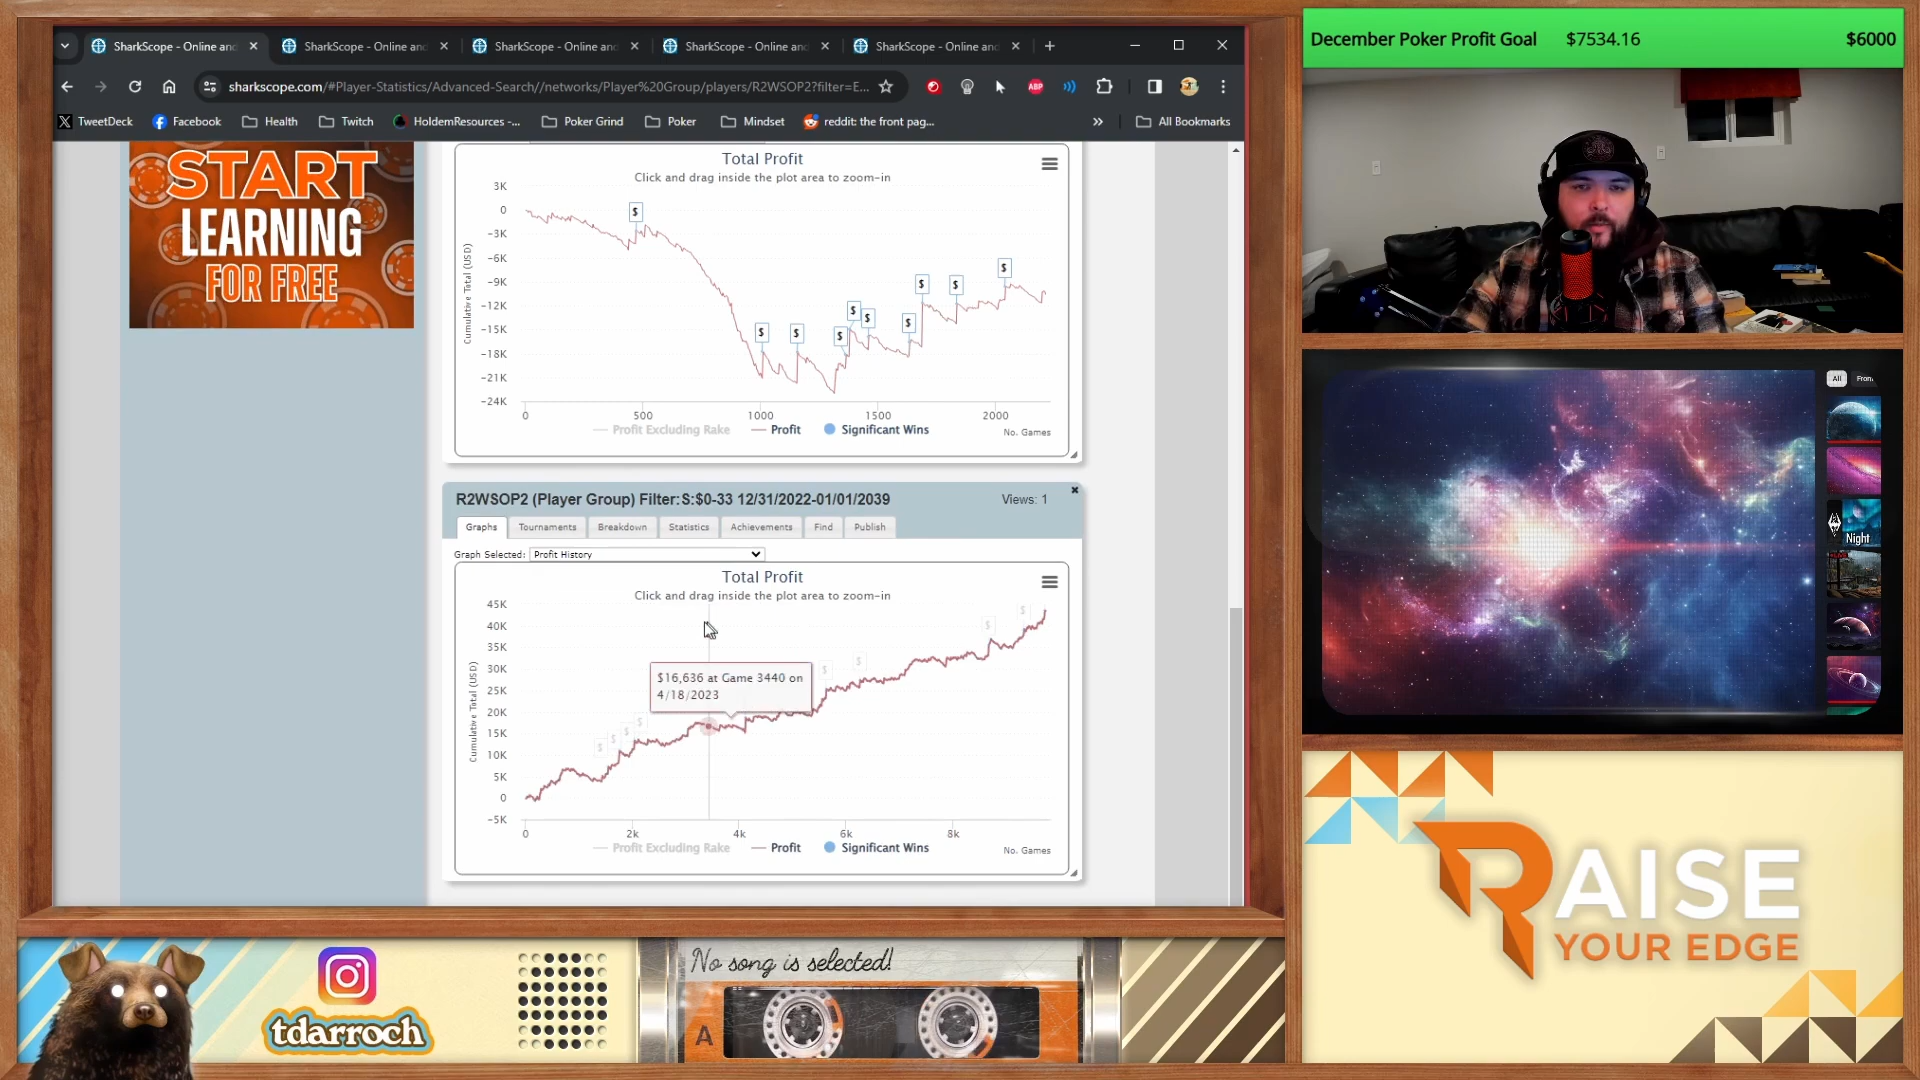 SharkScope - Online and
SharkScope - Online and
SharkScope - Online and
SharkScope - Online and
SharkScope - Online and
sharkscope.com/#Player-Statistics/Advanced-Search//networks/Player%20Group/players/R2WSOP2?filter=E...
ABP
TweetDeck
Facebook
Health
Twitch
HoldemResources -...
Poker Grind
Poker
Mindset
reddit: the front pag...
»
All Bookmarks
START
LEARNING
FOR FREE
Total Profit
Click and drag inside the plot area to zoom-in
Cumulative Total (USD)
3K
0
-3K
-6K
-9K
-12K
-15K
-18K
-21K
-24K
$
$
$
$
$
$
$
$
$
$
0
500
1000
1500
2000
Profit Excluding Rake
Profit
Significant Wins
No. Games
R2WSOP2 (Player Group) Filter:S:$0-33 12/31/2022-01/01/2039
Views: 1
Graphs
Tournaments
Breakdown
Statistics
Achievements
Find
Publish
Graph Selected:
Profit History
Total Profit
Click and drag inside the plot area to zoom-in
Cumulative Total (USD)
45K
40K
35K
30K
25K
20K
15K
10K
5K
0
-5K
$16,636 at Game 3440 on
4/18/2023
$
$
$
$
$
$
$
$
0
2k
4k
6k
8k
Profit Excluding Rake
Profit
Significant Wins
No. Games
December Poker Profit Goal
$7534.16
$6000
All
Night
RAISE
YOUR EDGE
tdarroch
No song is selected!
A